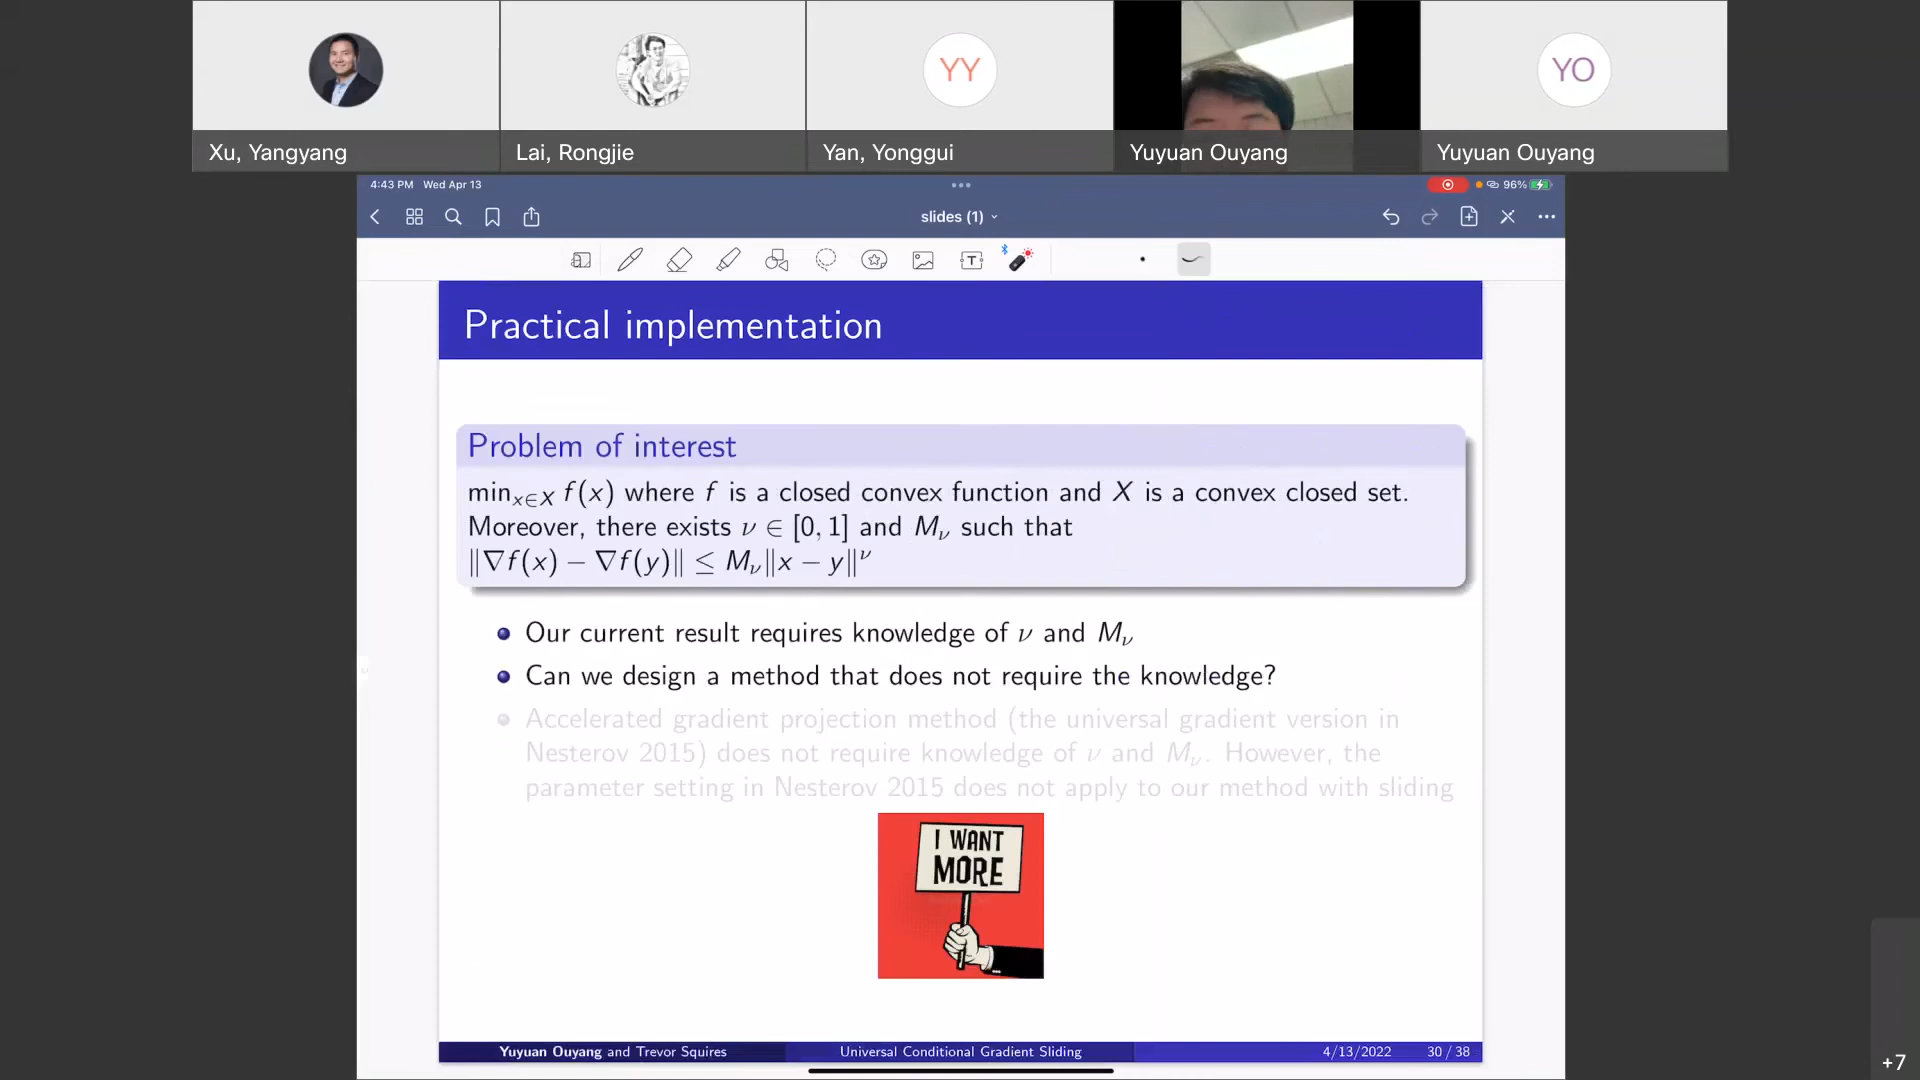 YY
YO
Xu, Yangyang
Lai, Rongjie
Yan, Yonggui
Yuyuan Ouyang
Yuyuan Ouyang
4:43 PM Wed Apr 13
96%
slides (1)
T
Practical implementation
Problem of interest
min_{x∈X} f(x) where f is a closed convex function and X is a convex closed set.
Moreover, there exists ν ∈ [0, 1] and M_ν such that
‖∇f(x) − ∇f(y)‖ ≤ M_ν‖x − y‖^ν
Our current result requires knowledge of ν and M_ν
Can we design a method that does not require the knowledge?
Accelerated gradient projection method (the universal gradient version in
Nesterov 2015) does not require knowledge of ν and M_ν. However, the
parameter setting in Nesterov 2015 does not apply to our method with sliding
I WANT
MORE
Yuyuan Ouyang and Trevor Squires
Universal Conditional Gradient Sliding
4/13/2022
30 / 38
+7